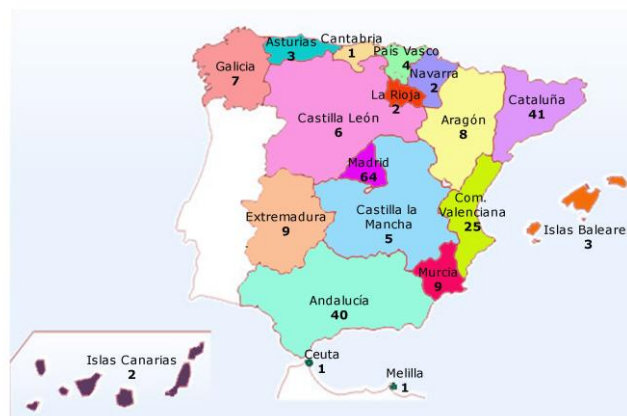 Cantabria
1
Asturias
3
País Vasco
4
Galicia
7
Navarra
2
La Rioja
2
Cataluña
41
Castilla León
6
Aragón
8
Madrid
64
Com.
Valenciana
25
Extremadura
9
Castilla la
Mancha
5
Islas Baleares
3
Murcia
9
Andalucía
40
Islas Canarias
2
Ceuta
1
Melilla
1